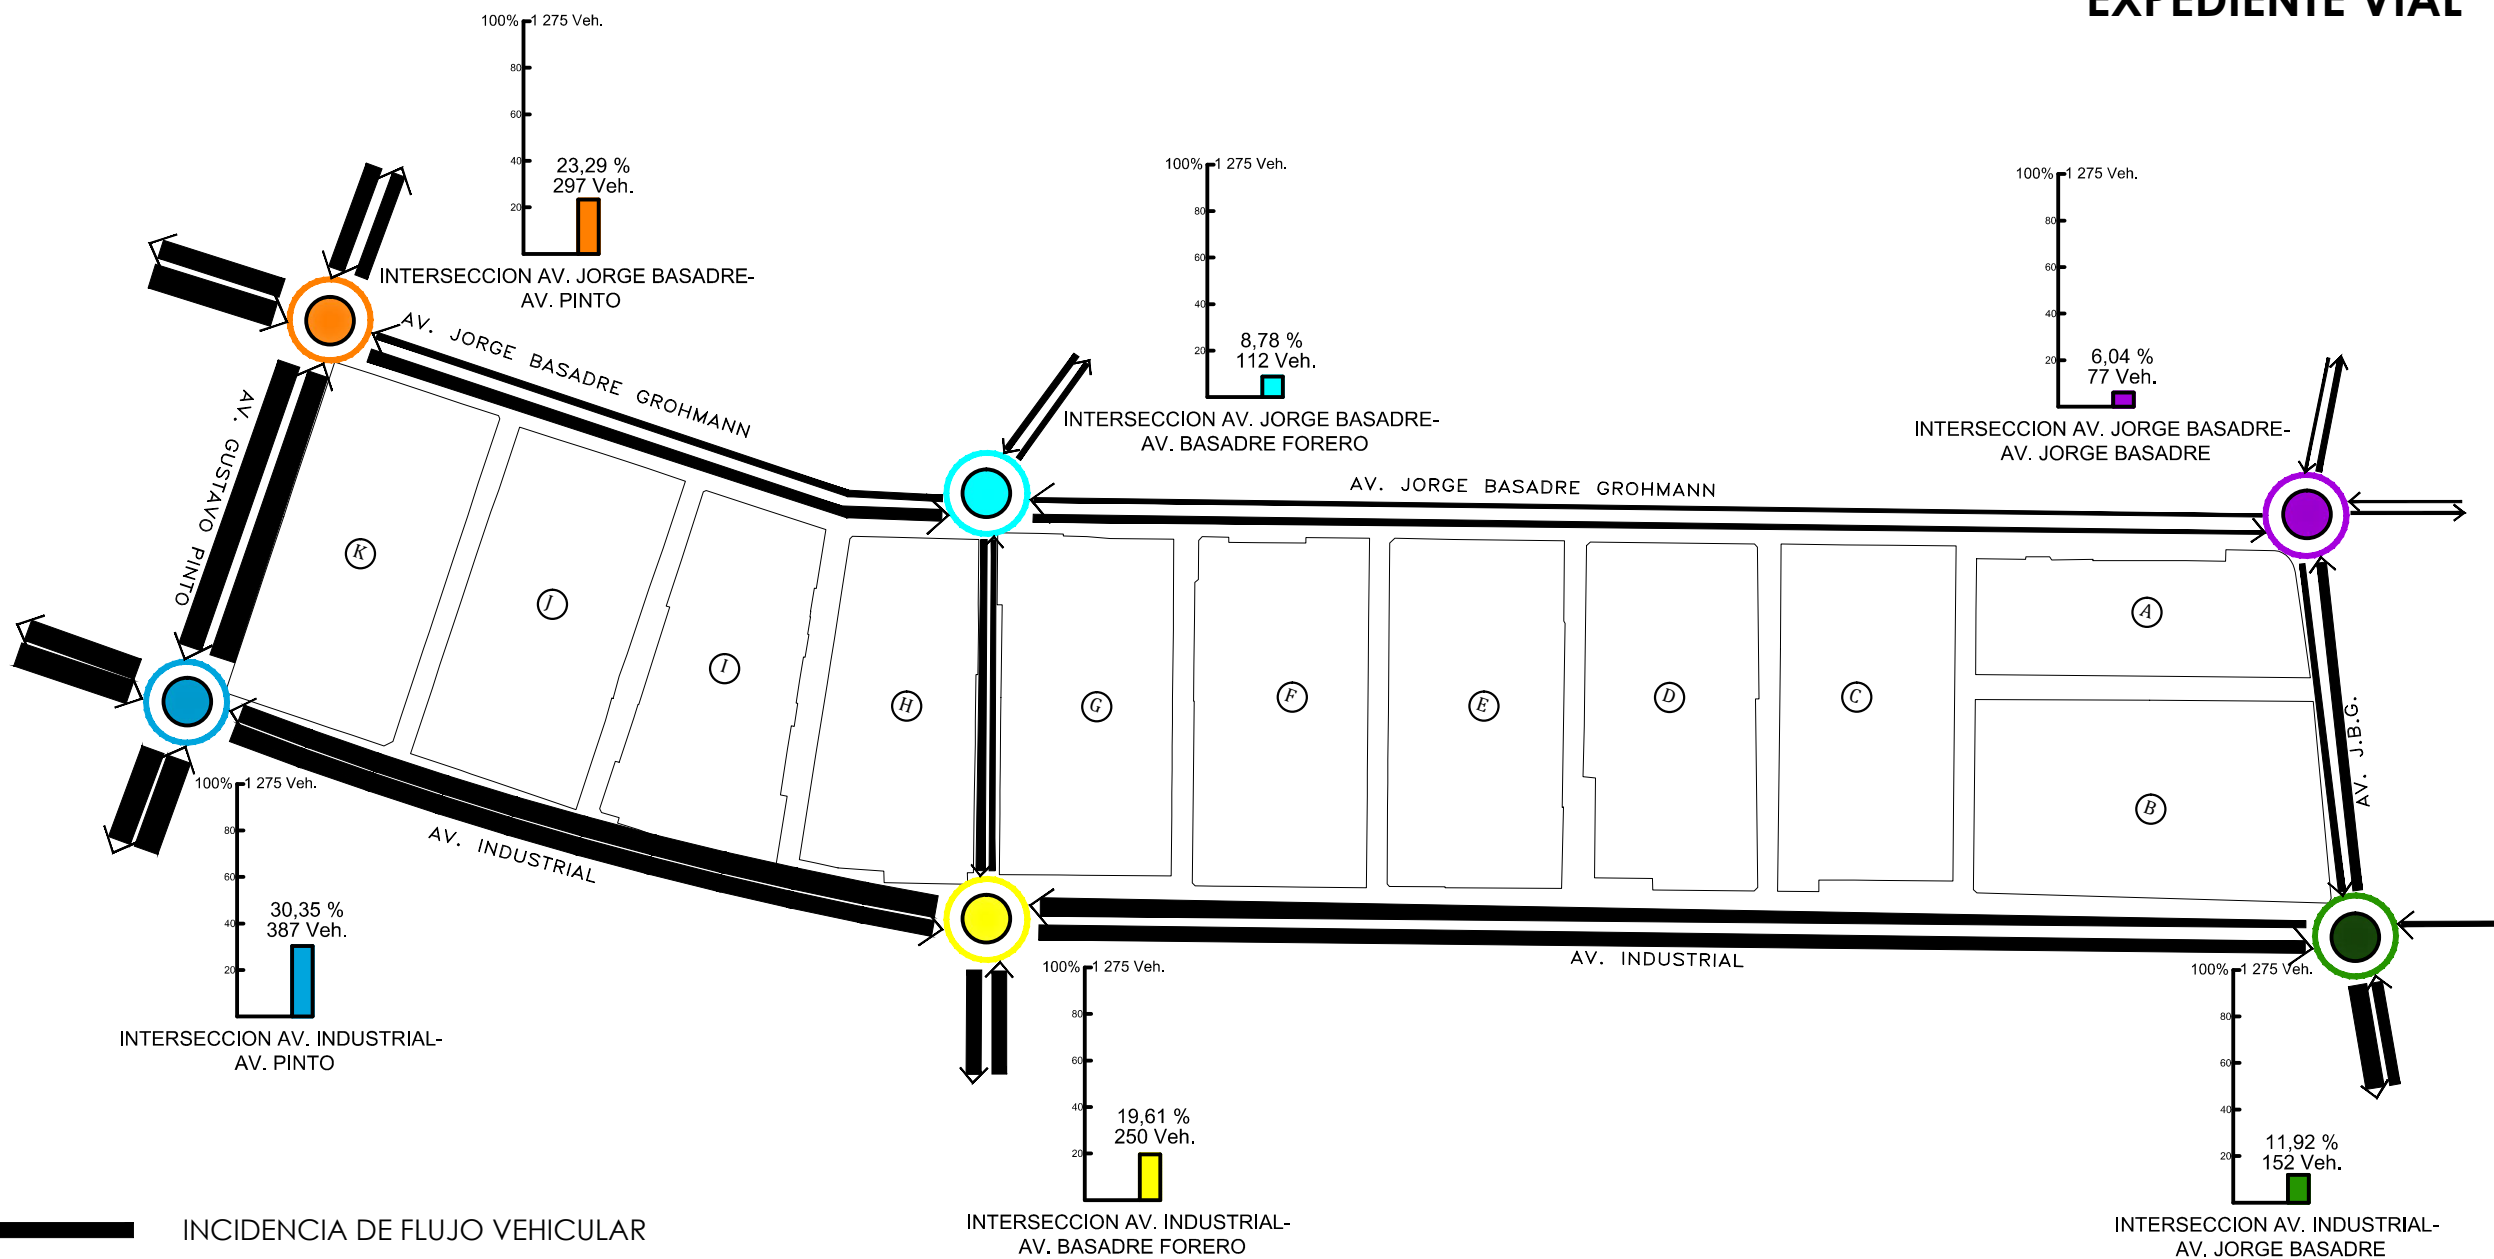 EXPEDIENTE VIAL
100% 1 275 Veh.
80
60
40
20
23,29 %
297 Veh.
INTERSECCION AV. JORGE BASADRE-
AV. PINTO
100% 1 275 Veh.
80
60
40
20
8,78 %
112 Veh.
INTERSECCION AV. JORGE BASADRE-
AV. BASADRE FORERO
100% 1 275 Veh.
80
60
40
20
6,04 %
77 Veh.
INTERSECCION AV. JORGE BASADRE-
AV. JORGE BASADRE
AV. JORGE BASADRE GROHMANN
AV. JORGE BASADRE GROHMANN
AV. GUSTAVO PINTO
K
J
I
H
G
F
E
D
C
A
B
AV. J.B.G.
AV. INDUSTRIAL
AV. INDUSTRIAL
100% 1 275 Veh.
80
60
40
20
30,35 %
387 Veh.
INTERSECCION AV. INDUSTRIAL-
AV. PINTO
100% 1 275 Veh.
80
60
40
20
19,61 %
250 Veh.
INTERSECCION AV. INDUSTRIAL-
AV. BASADRE FORERO
100% 1 275 Veh.
80
60
40
20
11,92 %
152 Veh.
INTERSECCION AV. INDUSTRIAL-
AV. JORGE BASADRE
INCIDENCIA DE FLUJO VEHICULAR